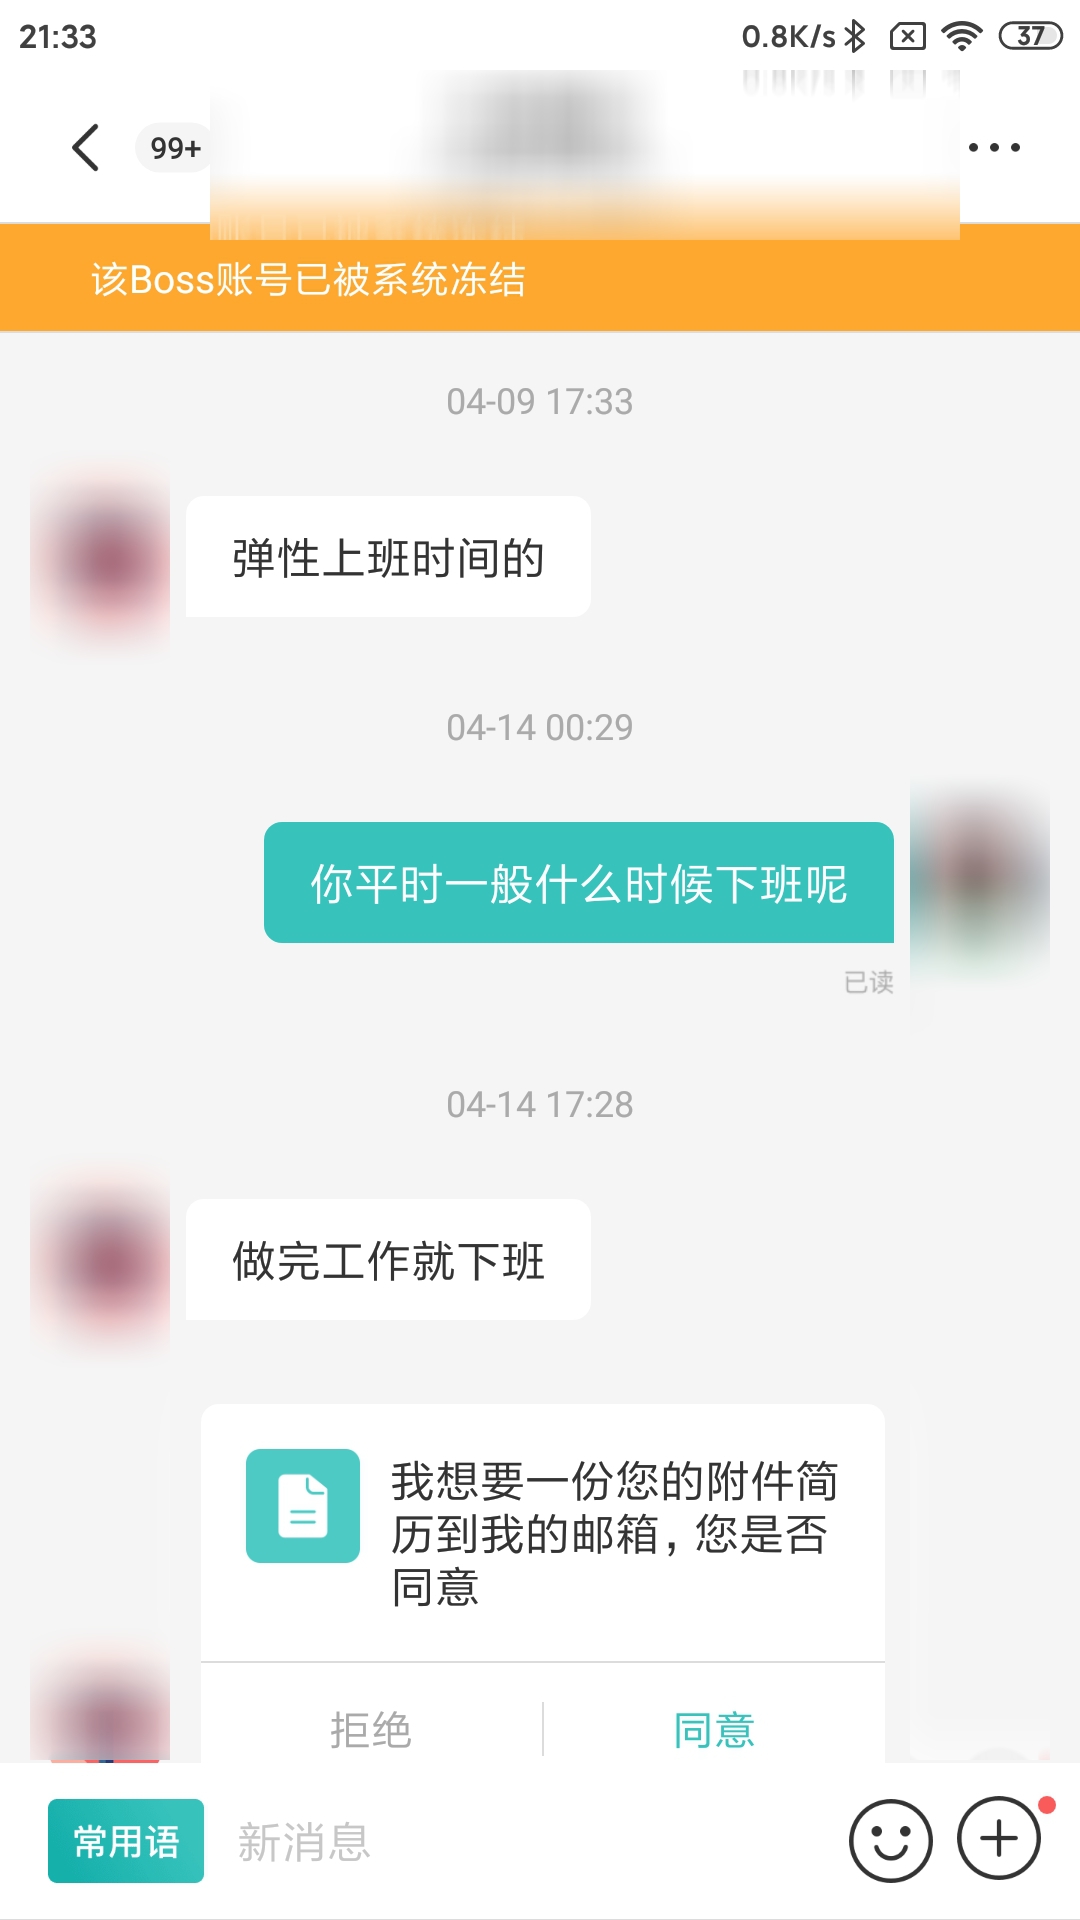 21:33
0.8K/s
37
99+
该Boss账号已被系统冻结
04-09 17:33
弹性上班时间的
04-14 00:29
你平时一般什么时候下班呢
已读
04-14 17:28
做完工作就下班
我想要一份您的附件简
历到我的邮箱，您是否
同意
拒绝
同意
常用语
新消息